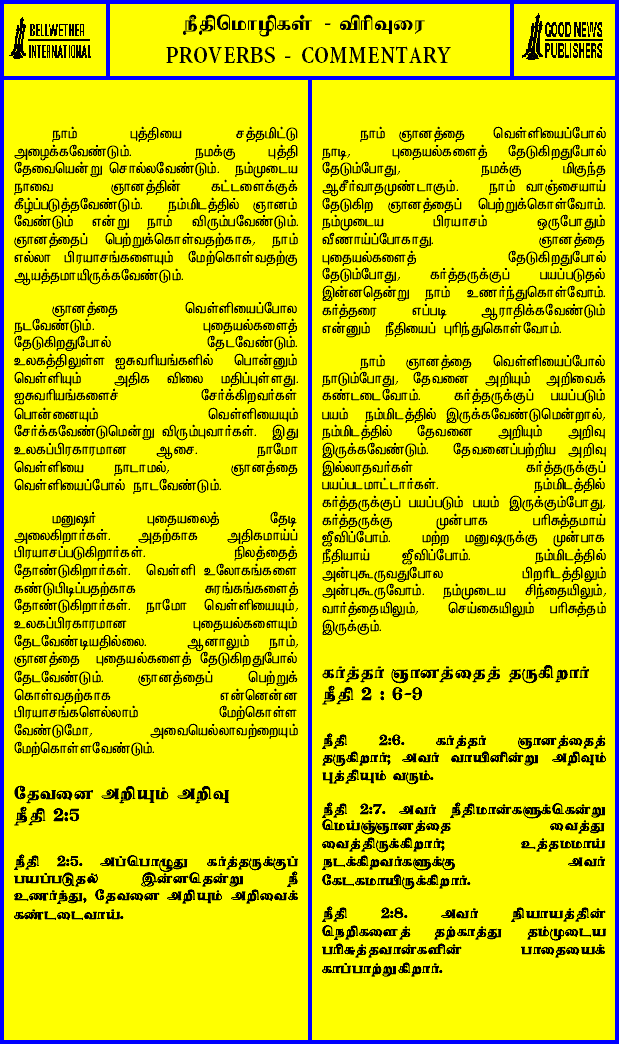 BELLWETHER
INTERNATIONAL
நீதிமொழிகள் - விரிவுரை
PROVERBS - COMMENTARY
GOOD NEWS
PUBLISHERS
நாம் புத்தியை சத்தமிட்டு
அழைக்கவேண்டும். நமக்கு புத்தி
தேவையென்று சொல்லவேண்டும். நம்முடைய
நாவை ஞானத்தின் கட்டளைக்குக்
கீழ்ப்படுத்தவேண்டும். நம்மிடத்தில் ஞானம்
வேண்டும் என்று நாம் விரும்பவேண்டும்.
ஞானத்தைப் பெற்றுக்கொள்வதற்காக, நாம்
எல்லா பிரயாசங்களையும் மேற்கொள்வதற்கு
ஆயத்தமாயிருக்கவேண்டும்.
ஞானத்தை வெள்ளியைப்போல
நடவேண்டும். புதையல்களைத்
தேடுகிறதுபோல் தேடவேண்டும்.
உலகத்திலுள்ள ஐசுவரியங்களில் பொன்னும்
வெள்ளியும் அதிக விலை மதிப்புள்ளது.
ஐசுவரியங்களைச் சேர்க்கிறவர்கள்
பொன்னையும் வெள்ளியையும்
சேர்க்கவேண்டுமென்று விரும்புவார்கள். இது
உலகப்பிரகாரமான ஆசை. நாமோ
வெள்ளியை நாடாமல், ஞானத்தை
வெள்ளியைப்போல் நாடவேண்டும்.
மனுஷர் புதையலைத் தேடி
அலைகிறார்கள். அதற்காக அதிகமாய்ப்
பிரயாசப்படுகிறார்கள். நிலத்தைத்
தோண்டுகிறார்கள். வெள்ளி உலோகங்களை
கண்டுபிடிப்பதற்காக சுரங்கங்களைத்
தோண்டுகிறார்கள். நாமோ வெள்ளியையும்,
உலகப்பிரகாரமான புதையல்களையும்
தேடவேண்டியதில்லை. ஆனாலும் நாம்,
ஞானத்தை புதையல்களைத் தேடுகிறதுபோல்
தேடவேண்டும். ஞானத்தைப் பெற்றுக்
கொள்வதற்காக என்னென்ன
பிரயாசங்களெல்லாம் மேற்கொள்ள
வேண்டுமோ, அவையெல்லாவற்றையும்
மேற்கொள்ளவேண்டும்.
தேவனை அறியும் அறிவு
நீதி 2:5
நீதி 2:5. அப்பொழுது கர்த்தருக்குப்
பயப்படுதல் இன்னதென்று நீ
உணர்ந்து, தேவனை அறியும் அறிவைக்
கண்டடைவாய்.
நாம் ஞானத்தை வெள்ளியைப்போல்
நாடி, புதையல்களைத் தேடுகிறதுபோல்
தேடும்போது, நமக்கு மிகுந்த
ஆசீர்வாதமுண்டாகும். நாம் வாஞ்சையாய்
தேடுகிற ஞானத்தைப் பெற்றுக்கொள்வோம்.
நம்முடைய பிரயாசம் ஒருபோதும்
வீணாய்ப்போகாது. ஞானத்தை
புதையல்களைத் தேடுகிறதுபோல்
தேடும்போது, கர்த்தருக்குப் பயப்படுதல்
இன்னதென்று நாம் உணர்ந்துகொள்வோம்.
கர்த்தரை எப்படி ஆராதிக்கவேண்டும்
என்னும் நீதியைப் புரிந்துகொள்வோம்.
நாம் ஞானத்தை வெள்ளியைப்போல்
நாடும்போது, தேவனை அறியும் அறிவைக்
கண்டடைவோம். கர்த்தருக்குப் பயப்படும்
பயம் நம்மிடத்தில் இருக்கவேண்டுமென்றால்,
நம்மிடத்தில் தேவனை அறியும் அறிவு
இருக்கவேண்டும். தேவனைப்பற்றிய அறிவு
இல்லாதவர்கள் கர்த்தருக்குப்
பயப்படமாட்டார்கள். நம்மிடத்தில்
கர்த்தருக்குப் பயப்படும் பயம் இருக்கும்போது,
கர்த்தருக்கு முன்பாக பரிசுத்தமாய்
ஜீவிப்போம். மற்ற மனுஷருக்கு முன்பாக
நீதியாய் ஜீவிப்போம். நம்மிடத்தில்
அன்புகூருவதுபோல பிறரிடத்திலும்
அன்புகூருவோம். நம்முடைய சிந்தையிலும்,
வார்த்தையிலும், செய்கையிலும் பரிசுத்தம்
இருக்கும்.
கர்த்தர் ஞானத்தைத் தருகிறார்
நீதி 2 : 6-9
நீதி 2:6. கர்த்தர் ஞானத்தைத்
தருகிறார்; அவர் வாயினின்று அறிவும்
புத்தியும் வரும்.
நீதி 2:7. அவர் நீதிமான்களுக்கென்று
மெய்ஞ்ஞானத்தை வைத்து
வைத்திருக்கிறார்; உத்தமமாய்
நடக்கிறவர்களுக்கு அவர்
கேடகமாயிருக்கிறார்.
நீதி 2:8. அவர் நியாயத்தின்
நெறிகளைத் தற்காத்து தம்முடைய
பரிசுத்தவான்களின் பாதையைக்
காப்பாற்றுகிறார்.